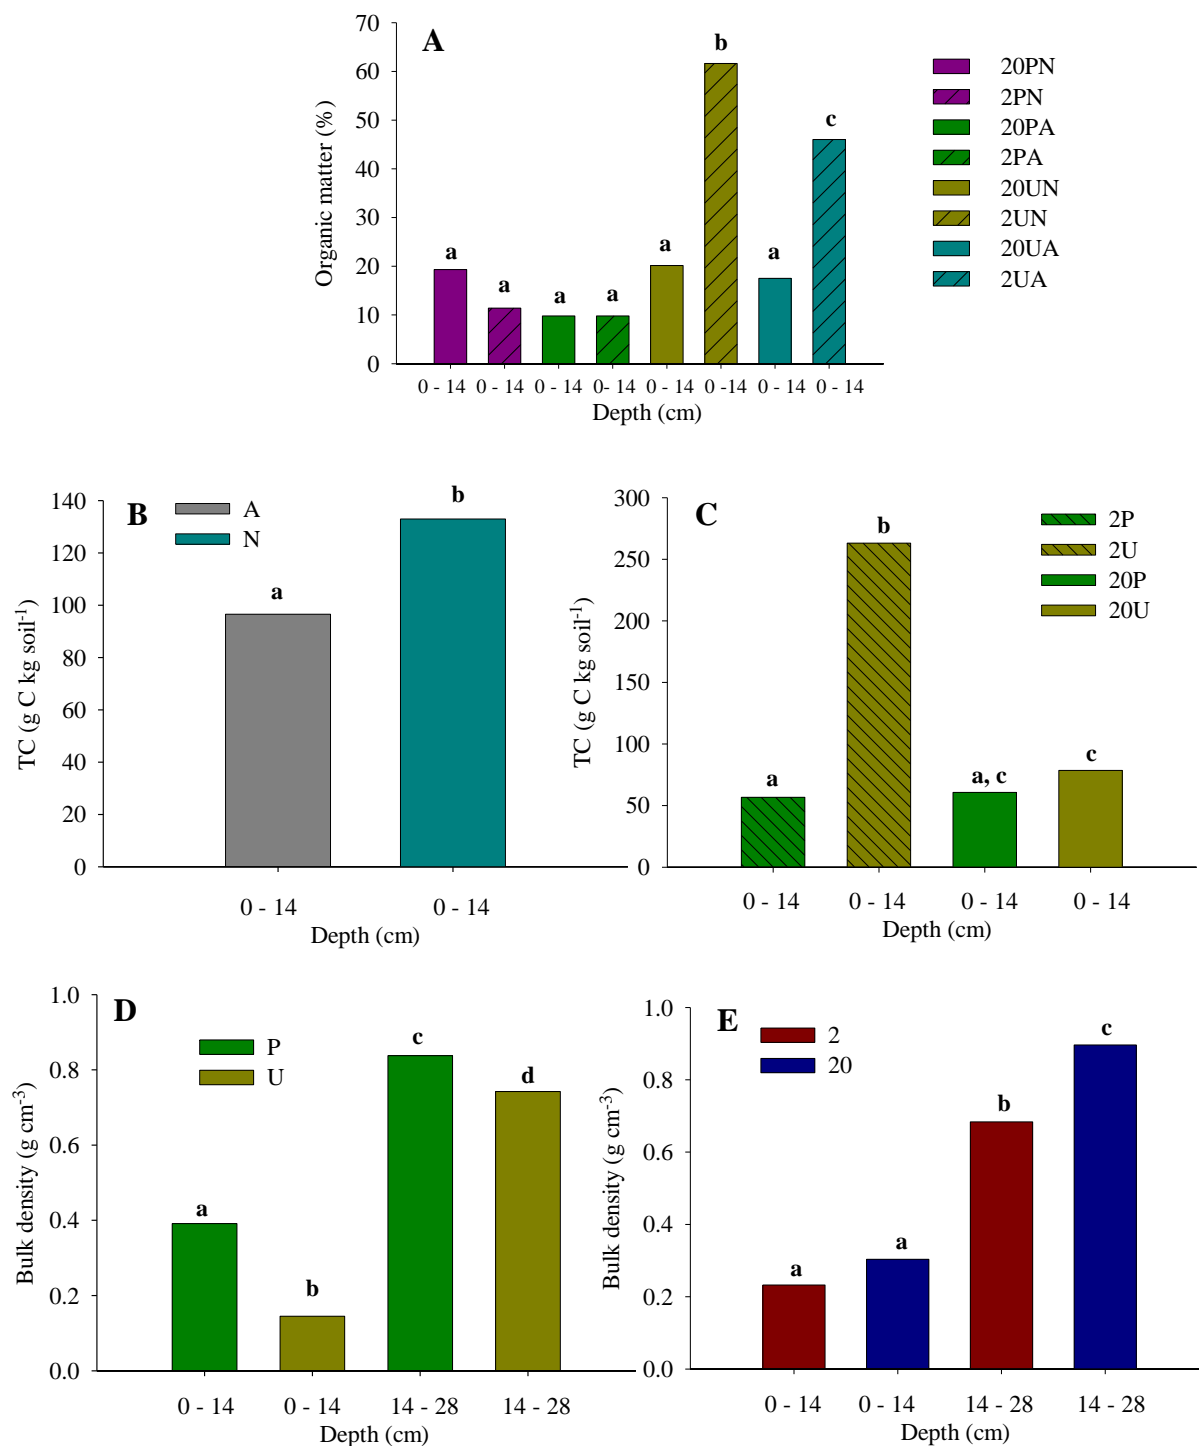 A
Organic matter (%)
70
60
50
40
30
20
10
0
a
a
a
a
a
b
a
c
0 - 14
0 - 14
0 - 14
0- 14
0 - 14
0 -14
0 - 14
0 - 14
Depth (cm)
20PN
2PN
20PA
2PA
20UN
2UN
20UA
2UA
B
A
N
TC (g C kg soil-1)
140
120
100
80
60
40
20
0
a
b
0 - 14
0 - 14
Depth (cm)
C
2P
2U
20P
20U
TC (g C kg soil-1)
300
250
200
150
100
50
0
a
b
a, c
c
0 - 14
0 - 14
0 - 14
0 - 14
Depth (cm)
D
P
U
Bulk density (g cm-3)
1.0
0.8
0.6
0.4
0.2
0.0
a
b
c
d
0 - 14
0 - 14
14 - 28
14 - 28
Depth (cm)
E
2
20
Bulk density (g cm-3)
1.0
0.8
0.6
0.4
0.2
0.0
a
a
b
c
0 - 14
0 - 14
14 - 28
14 - 28
Depth (cm)